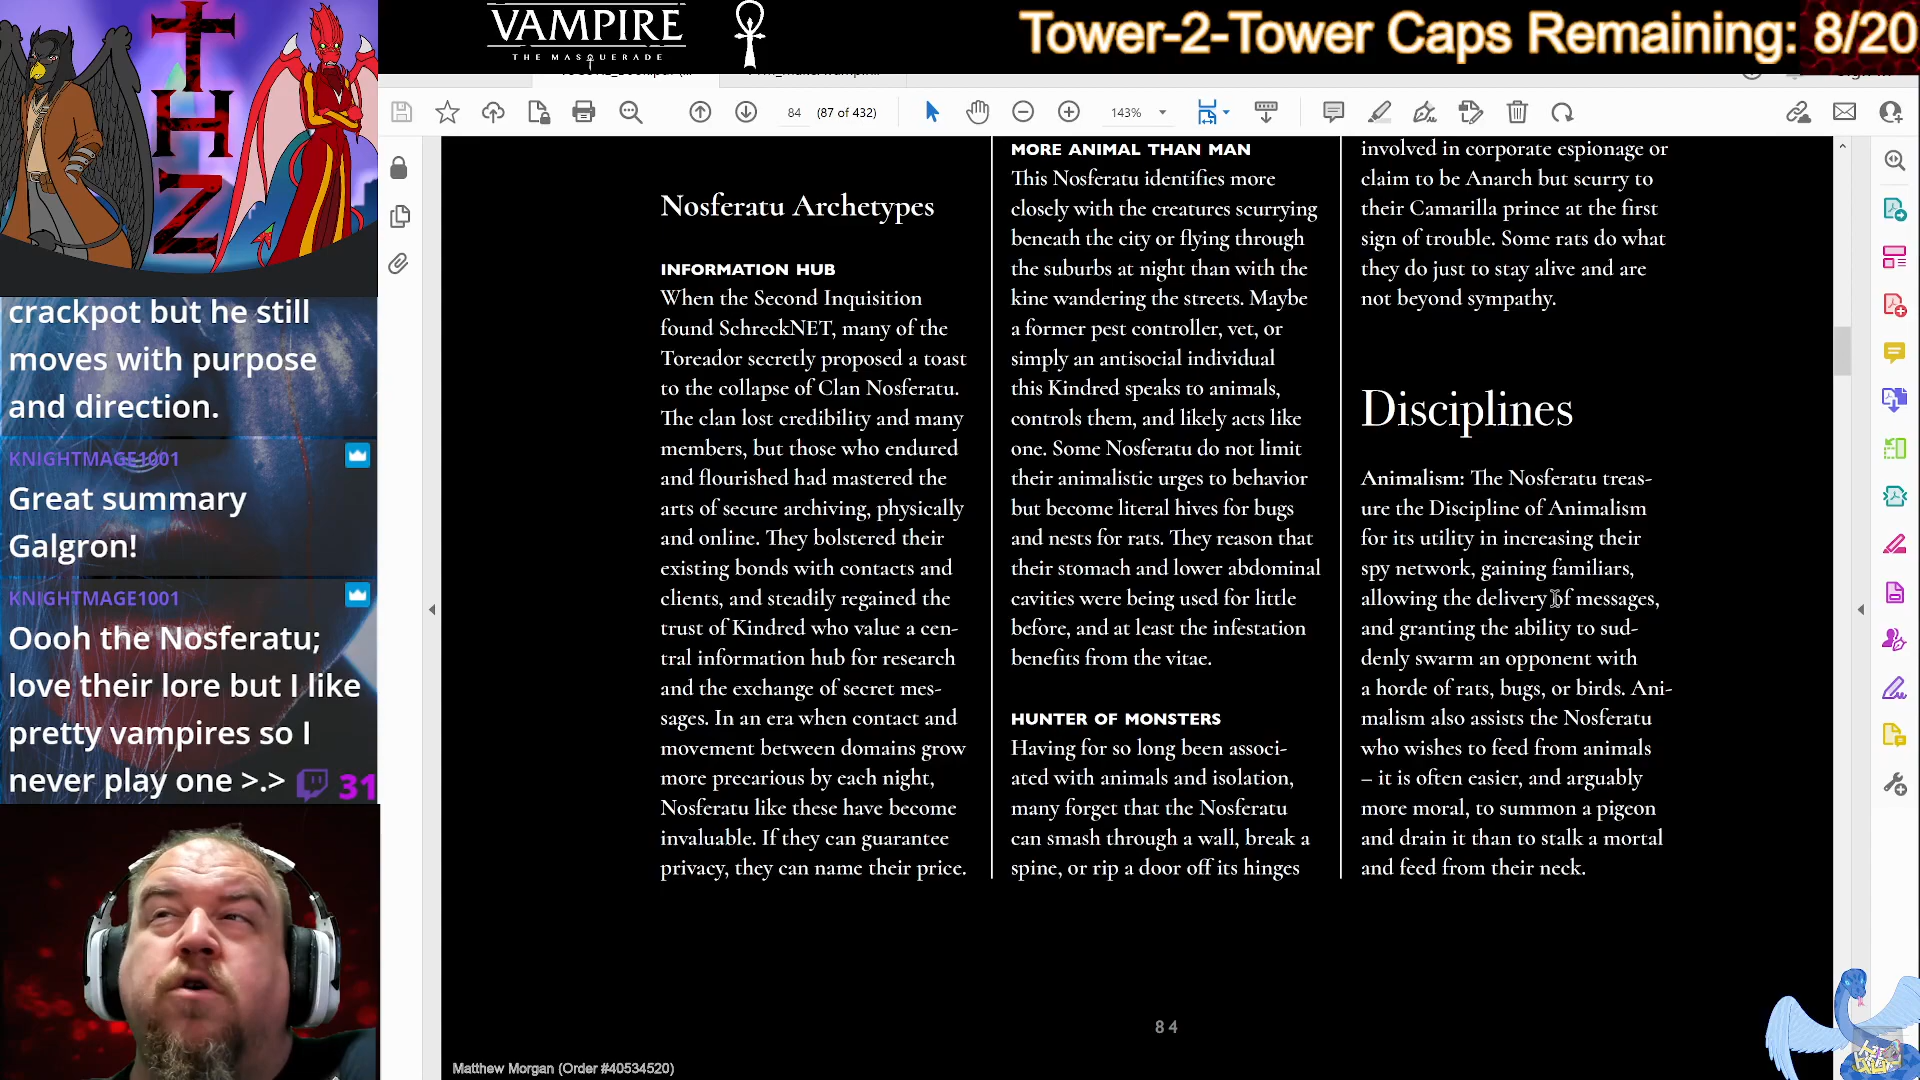 THZ
VAMPIRE
THE MASQUERADE
Tower-2-Tower Caps Remaining: 8/20
84 (87 of 432)
143%
crackpot but he still
moves with purpose
and direction.
KNIGHTMAGE1001
Great summary
Galgron!
KNIGHTMAGE1001
Oooh the Nosferatu;
love their lore but I like
pretty vampires so I
never play one >.>
31
Nosferatu Archetypes
INFORMATION HUB
When the Second Inquisition
found SchreckNET, many of the
Toreador secretly proposed a toast
to the collapse of Clan Nosferatu.
The clan lost credibility and many
members, but those who endured
and flourished had mastered the
arts of secure archiving, physically
and online. They bolstered their
existing bonds with contacts and
clients, and steadily regained the
trust of Kindred who value a cen-
tral information hub for research
and the exchange of secret mes-
sages. In an era when contact and
movement between domains grow
more precarious by each night,
Nosferatu like these have become
invaluable. If they can guarantee
privacy, they can name their price.
MORE ANIMAL THAN MAN
This Nosferatu identifies more
closely with the creatures scurrying
beneath the city or flying through
the suburbs at night than with the
kine wandering the streets. Maybe
a former pest controller, vet, or
simply an antisocial individual
this Kindred speaks to animals,
controls them, and likely acts like
one. Some Nosferatu do not limit
their animalistic urges to behavior
but become literal hives for bugs
and nests for rats. They reason that
their stomach and lower abdominal
cavities were being used for little
before, and at least the infestation
benefits from the vitae.
HUNTER OF MONSTERS
Having for so long been associ-
ated with animals and isolation,
many forget that the Nosferatu
can smash through a wall, break a
spine, or rip a door off its hinges
involved in corporate espionage or
claim to be Anarch but scurry to
their Camarilla prince at the first
sign of trouble. Some rats do what
they do just to stay alive and are
not beyond sympathy.
Disciplines
Animalism: The Nosferatu treas-
ure the Discipline of Animalism
for its utility in increasing their
spy network, gaining familiars,
allowing the delivery of messages,
and granting the ability to sud-
denly swarm an opponent with
a horde of rats, bugs, or birds. Ani-
malism also assists the Nosferatu
who wishes to feed from animals
– it is often easier, and arguably
more moral, to summon a pigeon
and drain it than to stalk a mortal
and feed from their neck.
84
Matthew Morgan (Order #40534520)